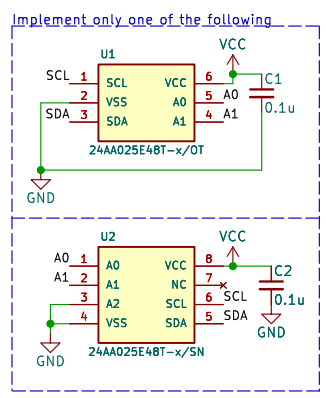 Implement only one of the following
VCC
U1
C1
0.1u
SCL 1 SCL VCC 6
2 VSS A0 5 A0
SDA 3 SDA A1 4 A1
24AA025E48T-x/OT
GND
VCC
U2
C2
0.1u
A0 1 A0 VCC 8
A1 2 A1 NC 7
3 A2 SCL 6 SCL
4 VSS SDA 5 SDA
24AA025E48T-x/SN
GND
GND